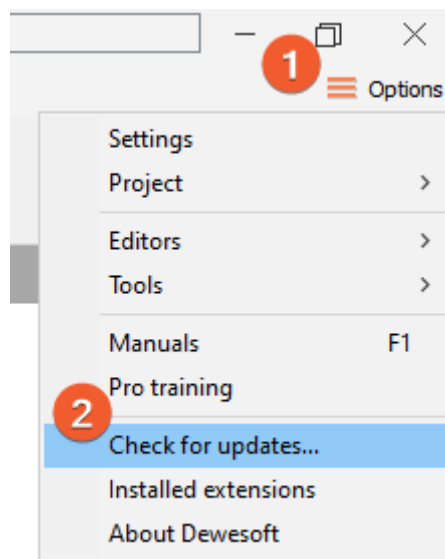 1
Options
Settings
Project
Editors
Tools
Manuals F1
Pro training
2
Check for updates...
Installed extensions
About Dewesoft